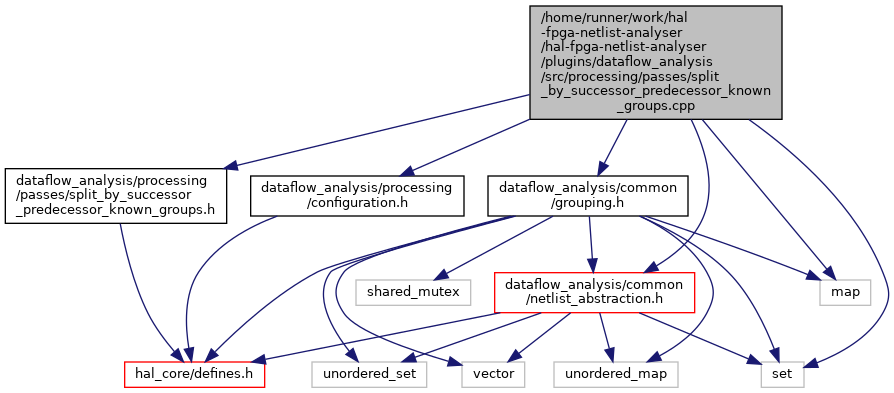 /home/runner/work/hal
-fpga-netlist-analyser
/hal-fpga-netlist-analyser
/plugins/dataflow_analysis
/src/processing/passes/split
_by_successor_predecessor_known
_groups.cpp
dataflow_analysis/processing
/passes/split_by_successor
_predecessor_known_groups.h
dataflow_analysis/processing
/configuration.h
dataflow_analysis/common
/grouping.h
shared_mutex
dataflow_analysis/common
/netlist_abstraction.h
map
hal_core/defines.h
unordered_set
vector
unordered_map
set